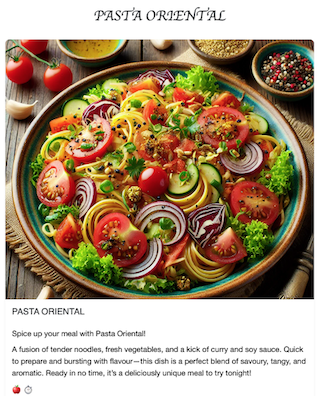 PASTA ORIENTAL
PASTA ORIENTAL
Spice up your meal with Pasta Oriental!
A fusion of tender noodles, fresh vegetables, and a kick of curry and soy sauce. Quick
to prepare and bursting with flavour—this dish is a perfect blend of savoury, tangy, and
aromatic. Ready in no time, it's a deliciously unique meal to try tonight!
🍎 ⏱